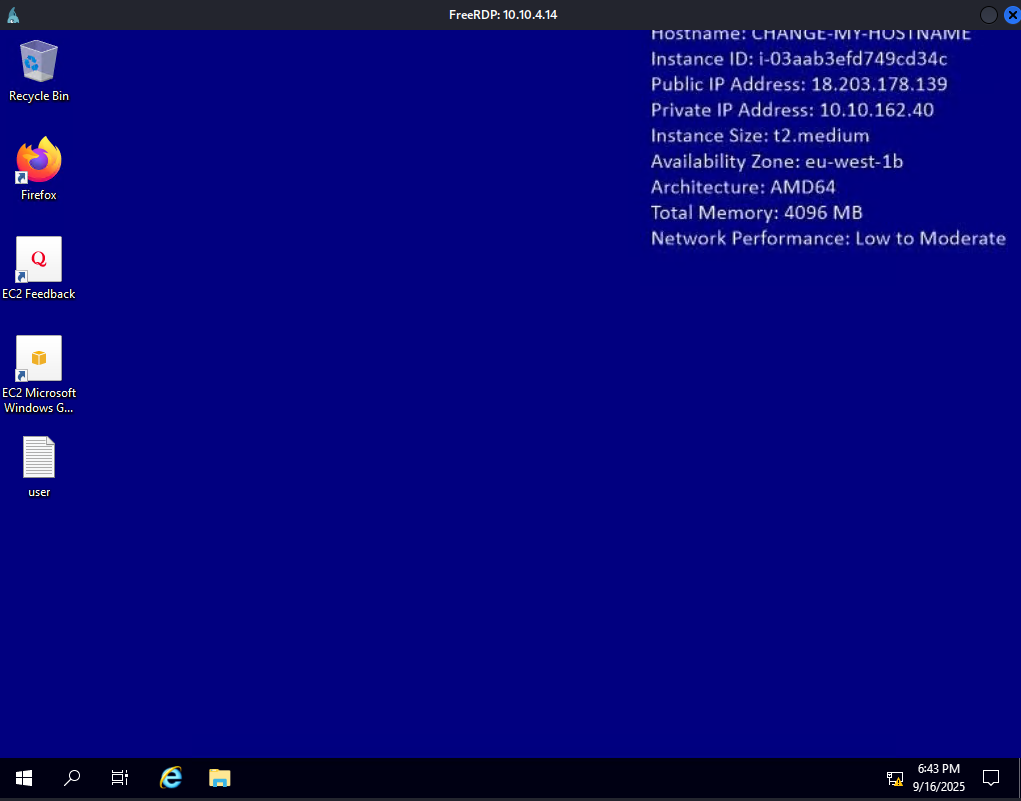 FreeRDP: 10.10.4.14
Hostname: CHANGE-MY-HOSTNAME
Instance ID: i-03aab3efd749cd34c
Public IP Address: 18.203.178.139
Private IP Address: 10.10.162.40
Instance Size: t2.medium
Availability Zone: eu-west-1b
Architecture: AMD64
Total Memory: 4096 MB
Network Performance: Low to Moderate
Recycle Bin
Firefox
Q
EC2 Feedback
EC2 Microsoft
Windows G...
user
6:43 PM
9/16/2025